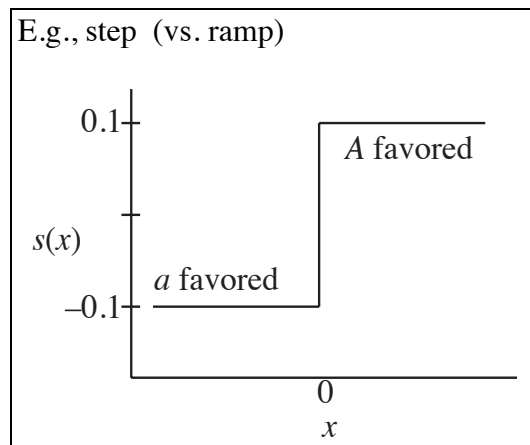 E.g., step (vs. ramp)
0.1
A favored
s(x)
a favored
–0.1
0
x